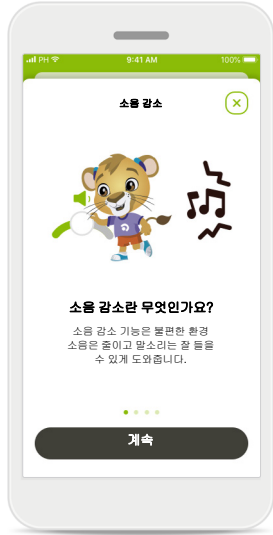 PH 9:41 AM 100%
소음 감소
소음 감소란 무엇인가요?
소음 감소 기능은 불편한 환경
소음은 줄이고 말소리는 잘 들을
수 있게 도와줍니다.
계속